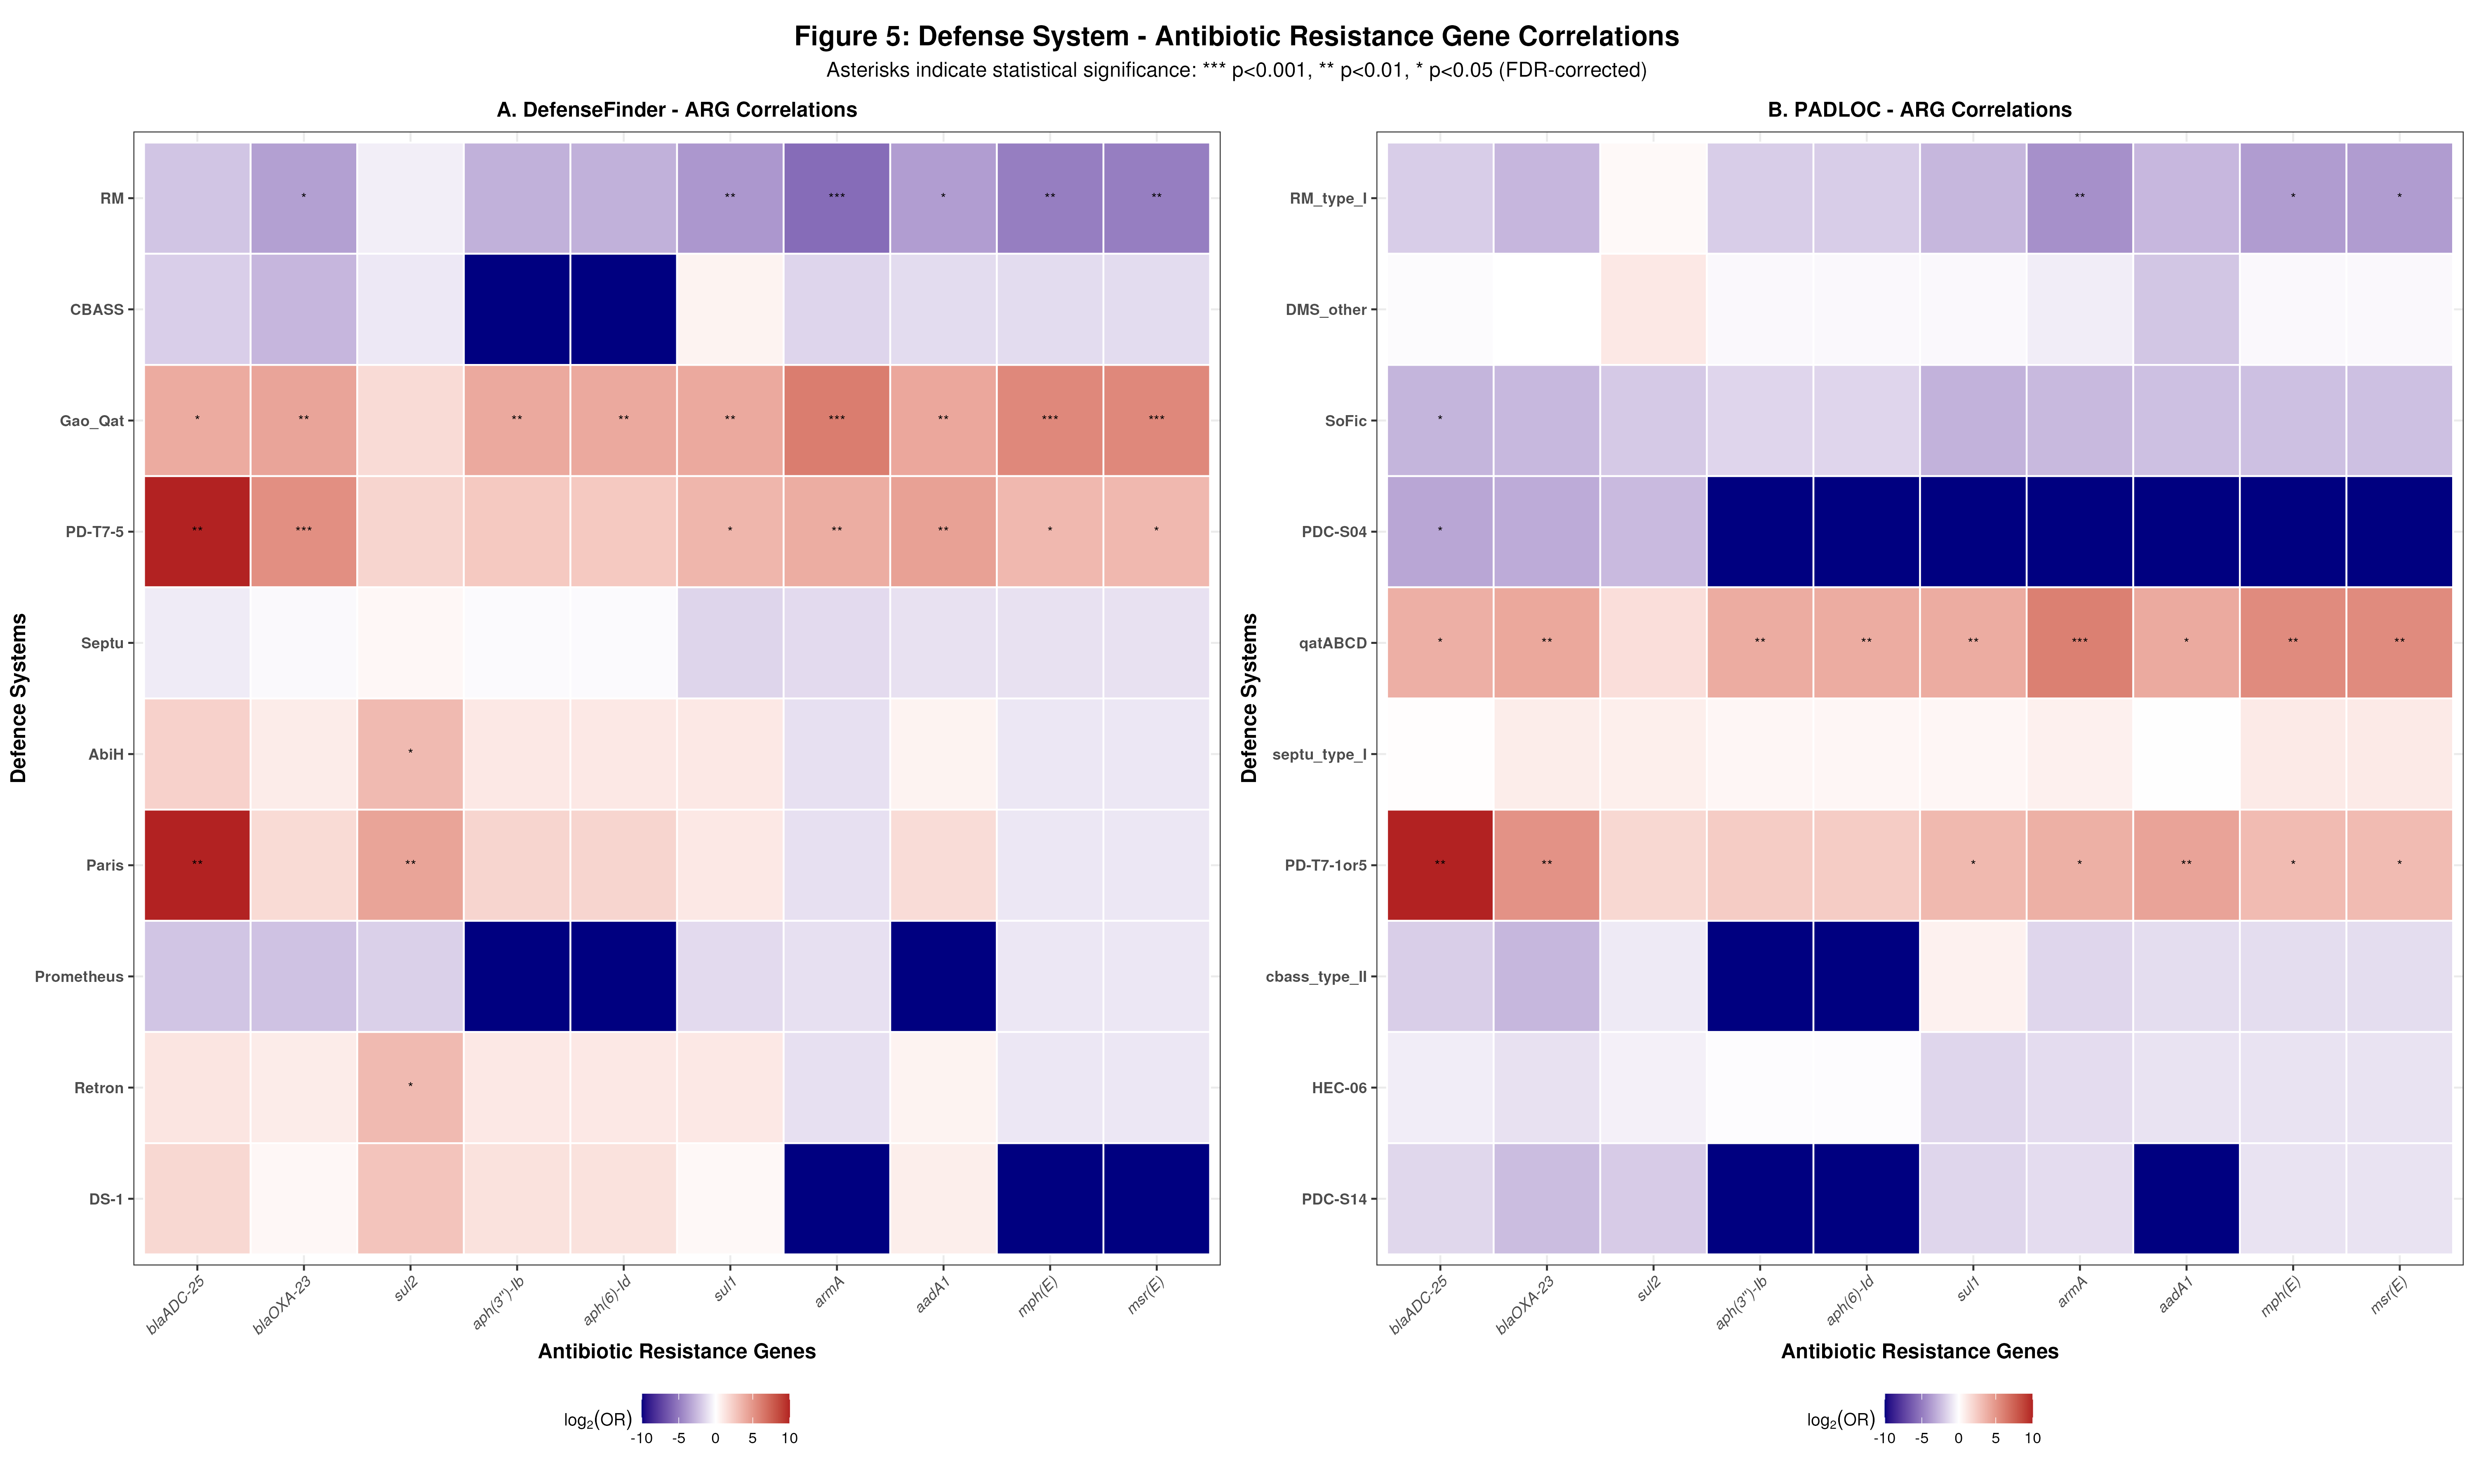 Figure 5: Defense System - Antibiotic Resistance Gene Correlations
Asterisks indicate statistical significance: *** p<0.001, ** p<0.01, * p<0.05 (FDR-corrected)
A. DefenseFinder - ARG Correlations
Defence Systems
RM
* ** *** * ** **
CBASS
Gao_Qat
* ** ** ** ** *** ** *** ***
PD-T7-5
** *** * ** ** * *
Septu
AbiH
*
Paris
** **
Prometheus
Retron
*
DS-1
blaADC-25
blaOXA-23
sul2
aph(3'')-Ib
aph(6)-Id
sul1
armA
aadA1
mph(E)
msr(E)
Antibiotic Resistance Genes
log₂(OR)
-10 -5 0 5 10
B. PADLOC - ARG Correlations
Defence Systems
RM_type_I
** * *
DMS_other
SoFic
*
PDC-S04
*
qatABCD
* ** ** ** ** *** * ** **
septu_type_I
PD-T7-1or5
** ** * * ** * *
cbass_type_II
HEC-06
PDC-S14
blaADC-25
blaOXA-23
sul2
aph(3'')-Ib
aph(6)-Id
sul1
armA
aadA1
mph(E)
msr(E)
Antibiotic Resistance Genes
log₂(OR)
-10 -5 0 5 10